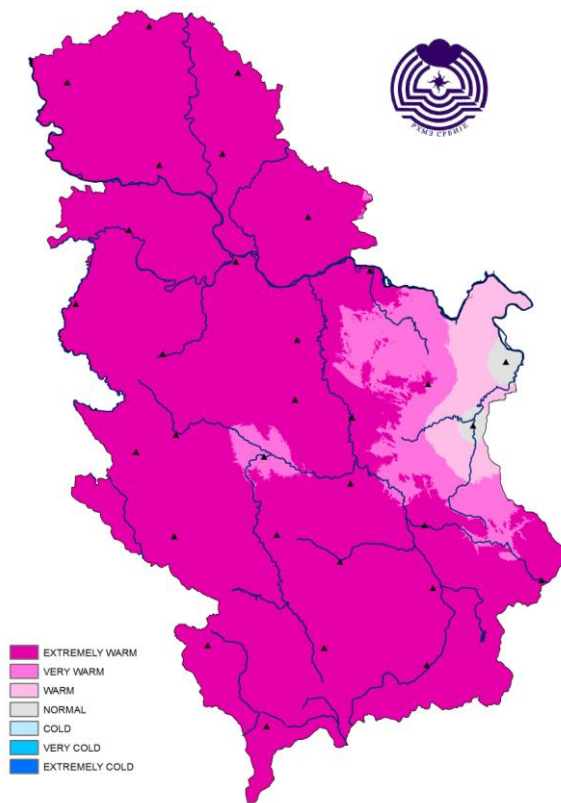 РХМЗ СРБИЈЕ
EXTREMELY WARM
VERY WARM
WARM
NORMAL
COLD
VERY COLD
EXTREMELY COLD